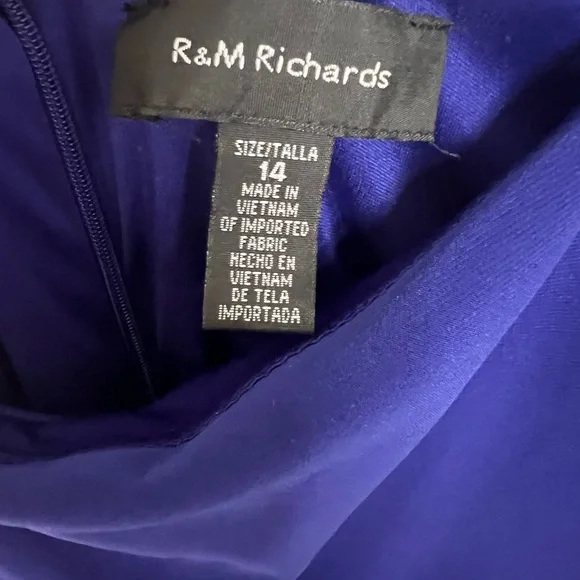 R&M Richards
SIZE/TALLA
14
MADE IN
VIETNAM
OF IMPORTED
FABRIC
HECHO EN
VIETNAM
DE TELA
IMPORTADA